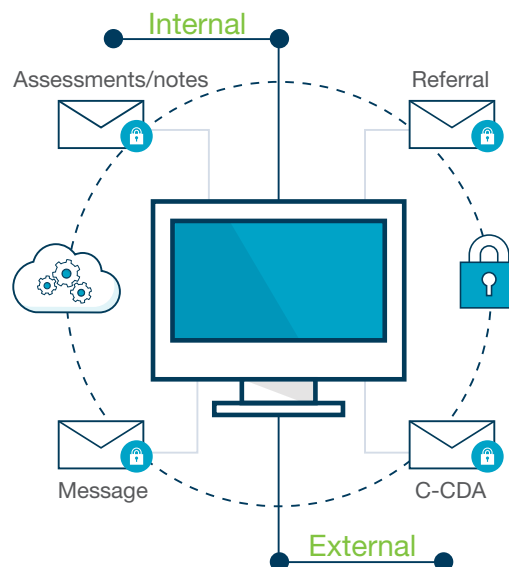 Internal
Assessments/notes
Referral
Message
C-CDA
External